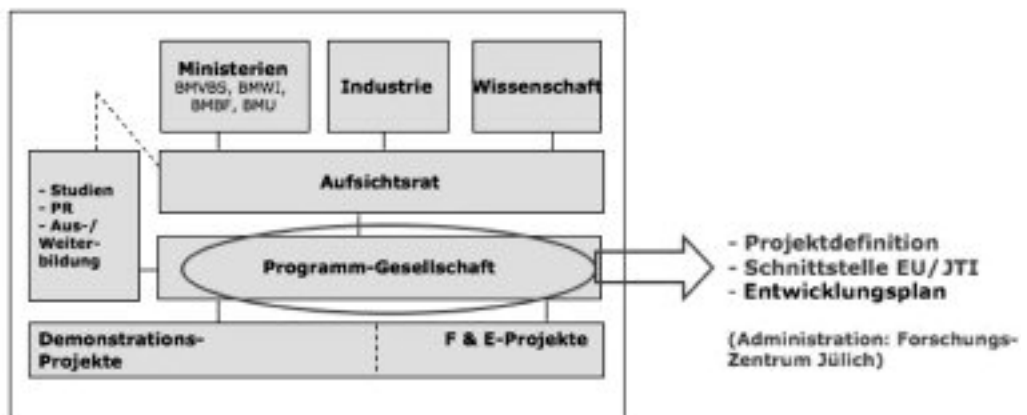 Ministerien
BMVBS, BMWI,
BMBF, BMU
Industrie
Wissenschaft
Aufsichtsrat
- Studien
- PR
- Aus-/
Weiter-
bildung
Programm-Gesellschaft
Demonstrations-
Projekte
F & E-Projekte
- Projektdefinition
- Schnittstelle EU/JTI
- Entwicklungsplan
(Administration: Forschungs-
Zentrum Jülich)